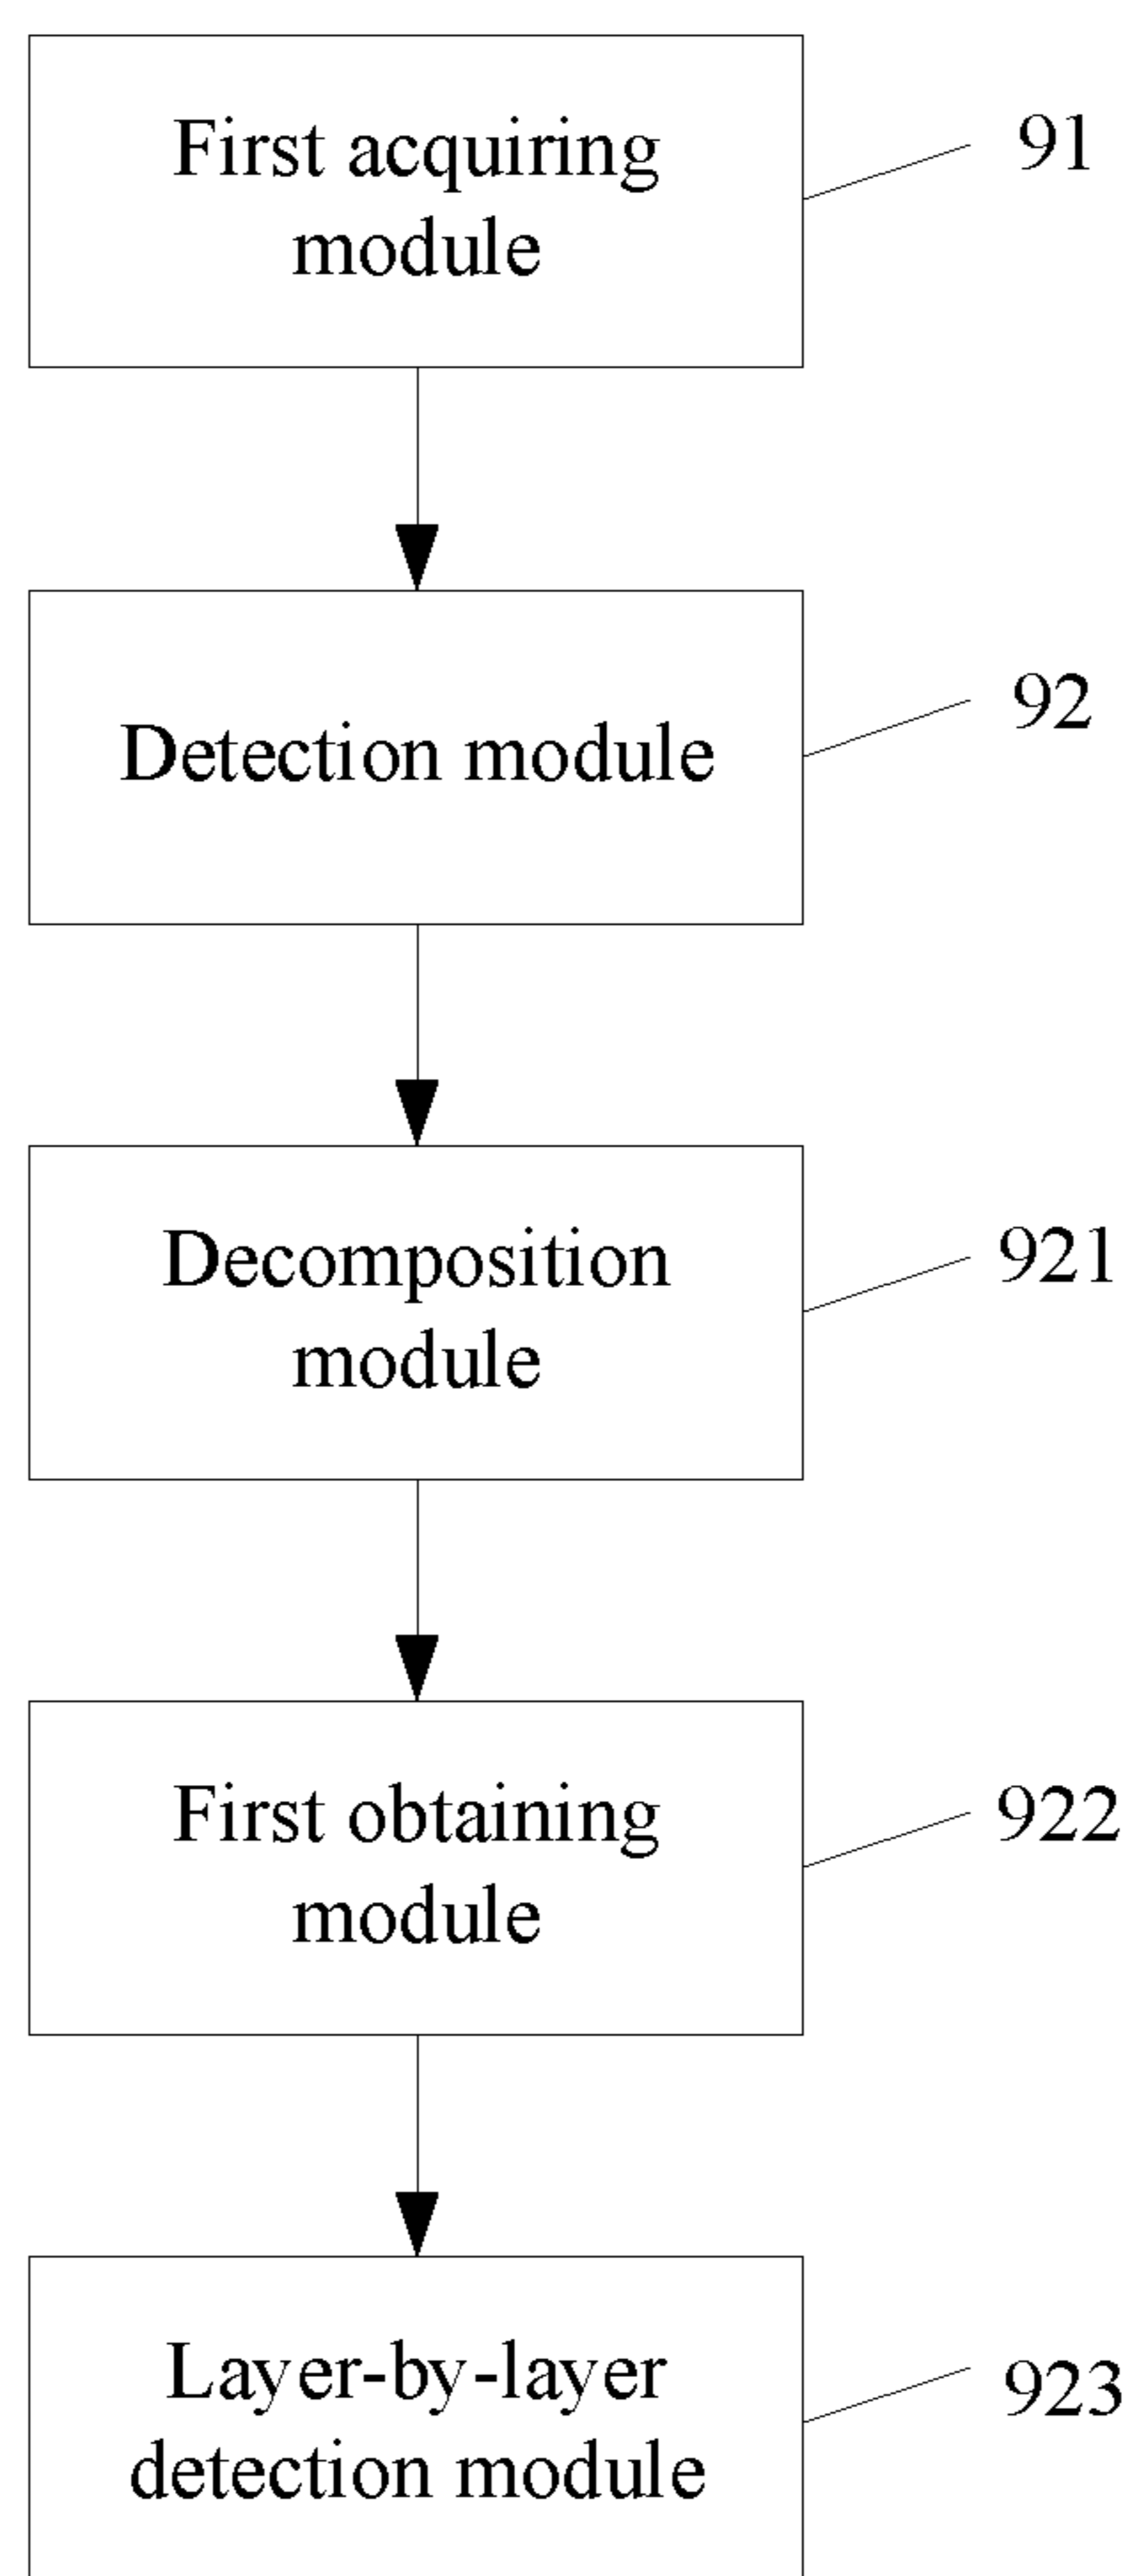 First acquiring
module
91
Detection module
92
Decomposition
module
921
First obtaining
module
922
Layer-by-layer
detection module
923